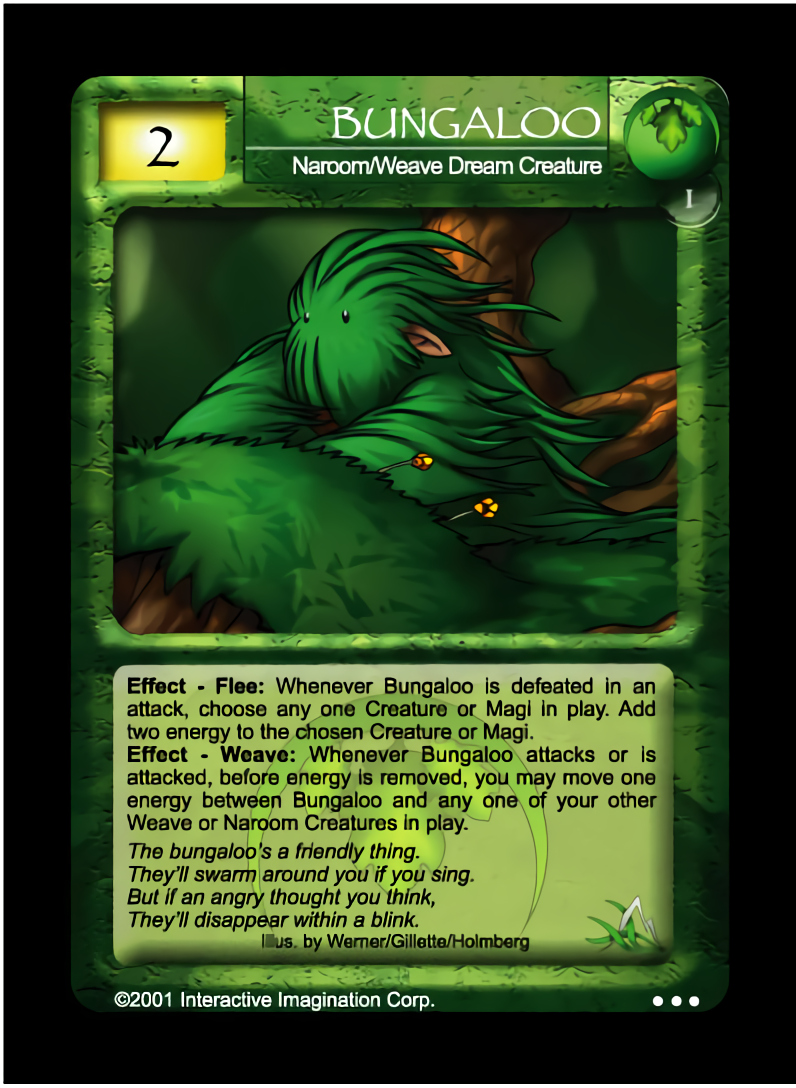 2
BUNGALOO
Naroom/Weave Dream Creature
I
Effect - Flee: Whenever Bungaloo is defeated in an
attack, choose any one Creature or Magi in play. Add
two energy to the chosen Creature or Magi.
Effect - Weave: Whenever Bungaloo attacks or is
attacked, before energy is removed, you may move one
energy between Bungaloo and any one of your other
Weave or Naroom Creatures in play.
The bungaloo's a friendly thing.
They'll swarm around you if you sing.
But if an angry thought you think,
They'll disappear within a blink.
Illus. by Werner/Gillette/Holmberg
©2001 Interactive Imagination Corp.